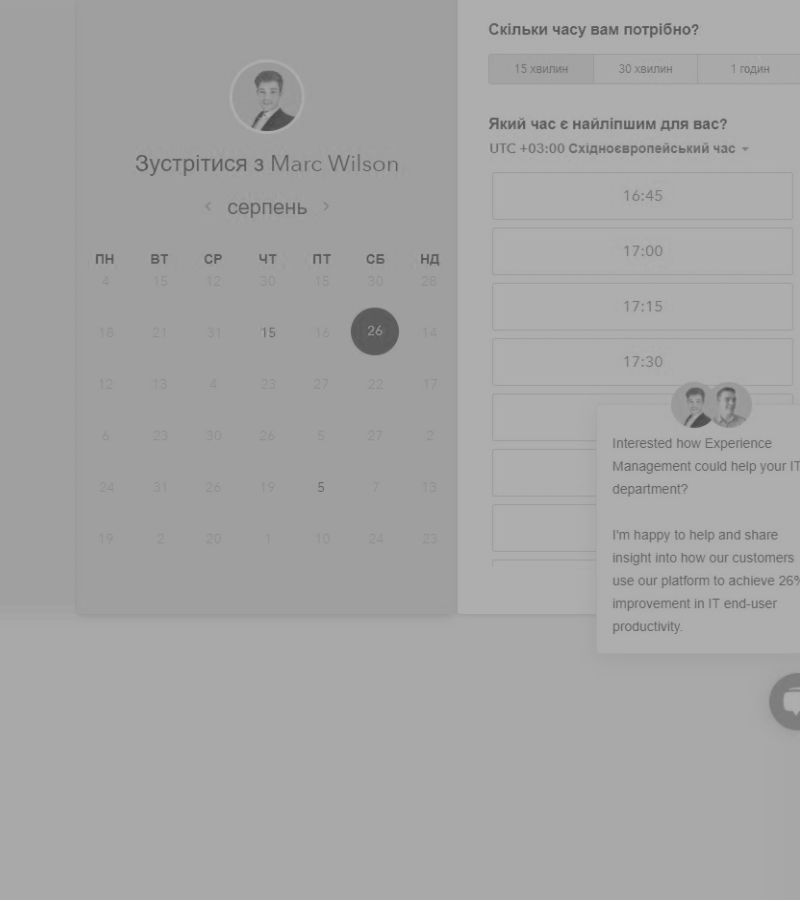 Зустрітися з Marc Wilson
серпень
ПН ВТ СР ЧТ ПТ СБ НД
4 15 12 30 15 30 28
18 21 31 15 16 26 14
12 13 4 23 27 22 17
6 23 30 26 5 27 2
24 31 26 19 5 7 13
19 2 20 1 10 24 23
Скільки часу вам потрібно?
15 хвилин 30 хвилин 1 годин
Який час є найліпшим для вас?
UTC +03:00 Східноєвропейський час
16:45
17:00
17:15
17:30
Interested how Experience
Management could help your IT
department?
I'm happy to help and share
insight into how our customers
use our platform to achieve 26%
improvement in IT end-user
productivity.